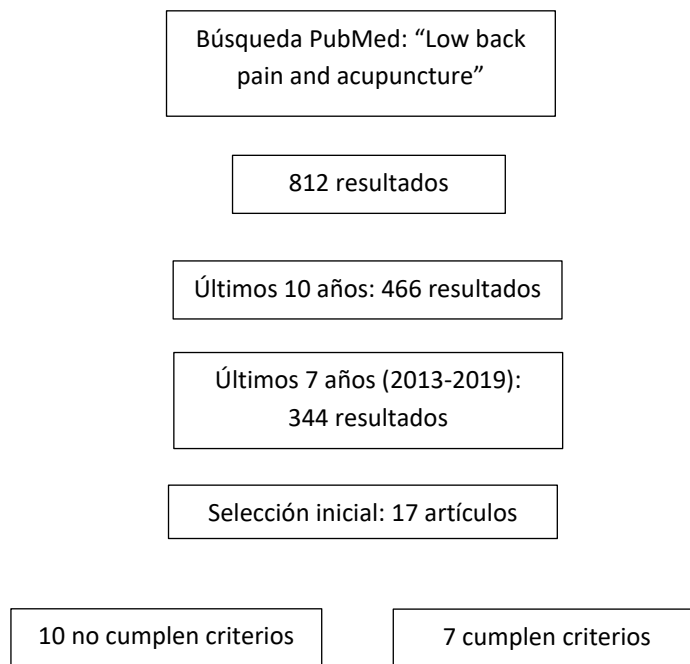 Búsqueda PubMed: “Low back
pain and acupuncture”
812 resultados
Últimos 10 años: 466 resultados
Últimos 7 años (2013-2019):
344 resultados
Selección inicial: 17 artículos
10 no cumplen criterios
7 cumplen criterios